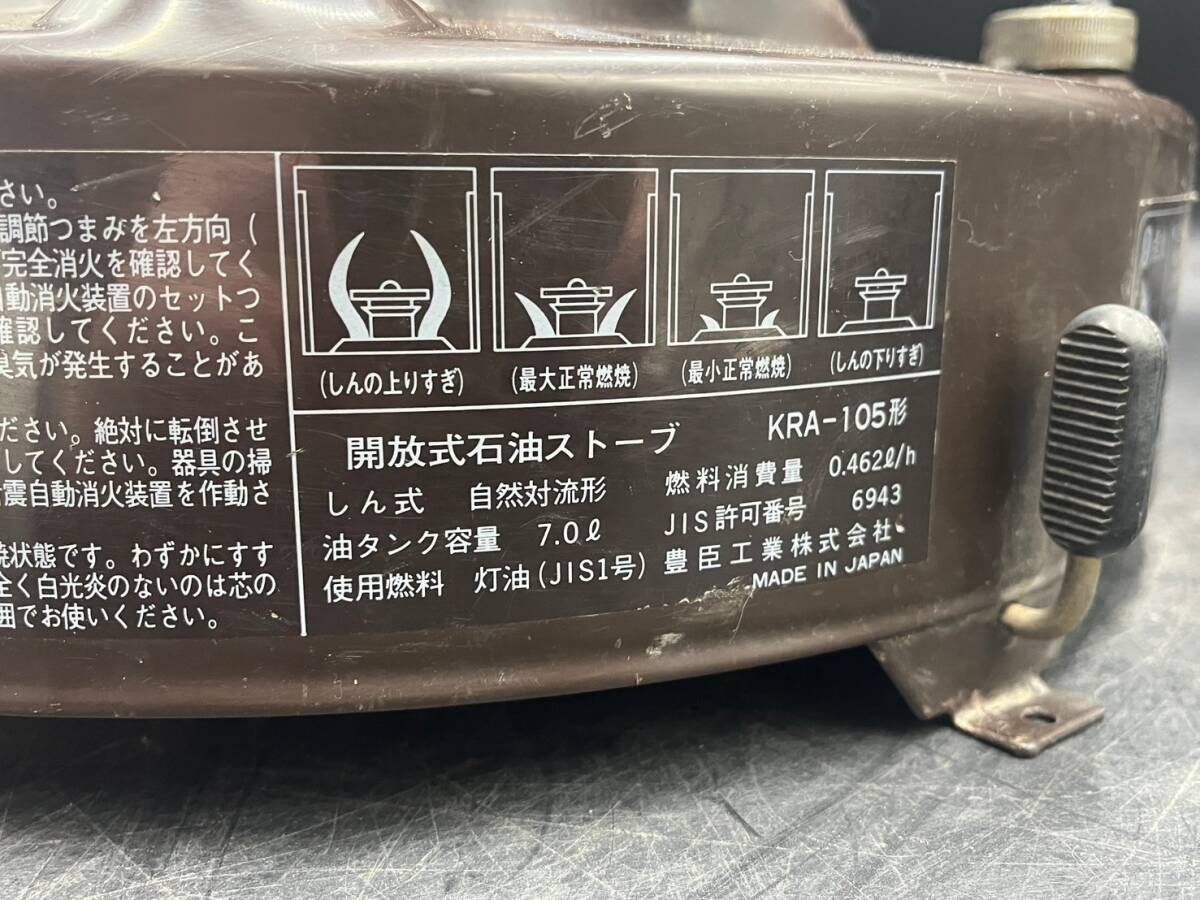 さい。
調節つまみを左方向 (
完全消火を確認してく
動消火装置のセットつ
確認してください。こ
臭気が発生することがあ
ださい。絶対に転倒させ
してください。器具の掃
震自動消火装置を作動さ
焼状態です。わずかにすす
全く白光炎のないのは芯の
囲でお使いください。
(しんの上りすぎ) (最大正常燃焼) (最小正常燃焼) (しんの下りすぎ)
開放式石油ストーブ KRA-105形
しん式 自然対流形
燃料消費量 0.462ℓ/h
油タンク容量 7.0ℓ
JIS許可番号 6943
使用燃料 灯油(JIS1号)
豊臣工業株式会社
MADE IN JAPAN